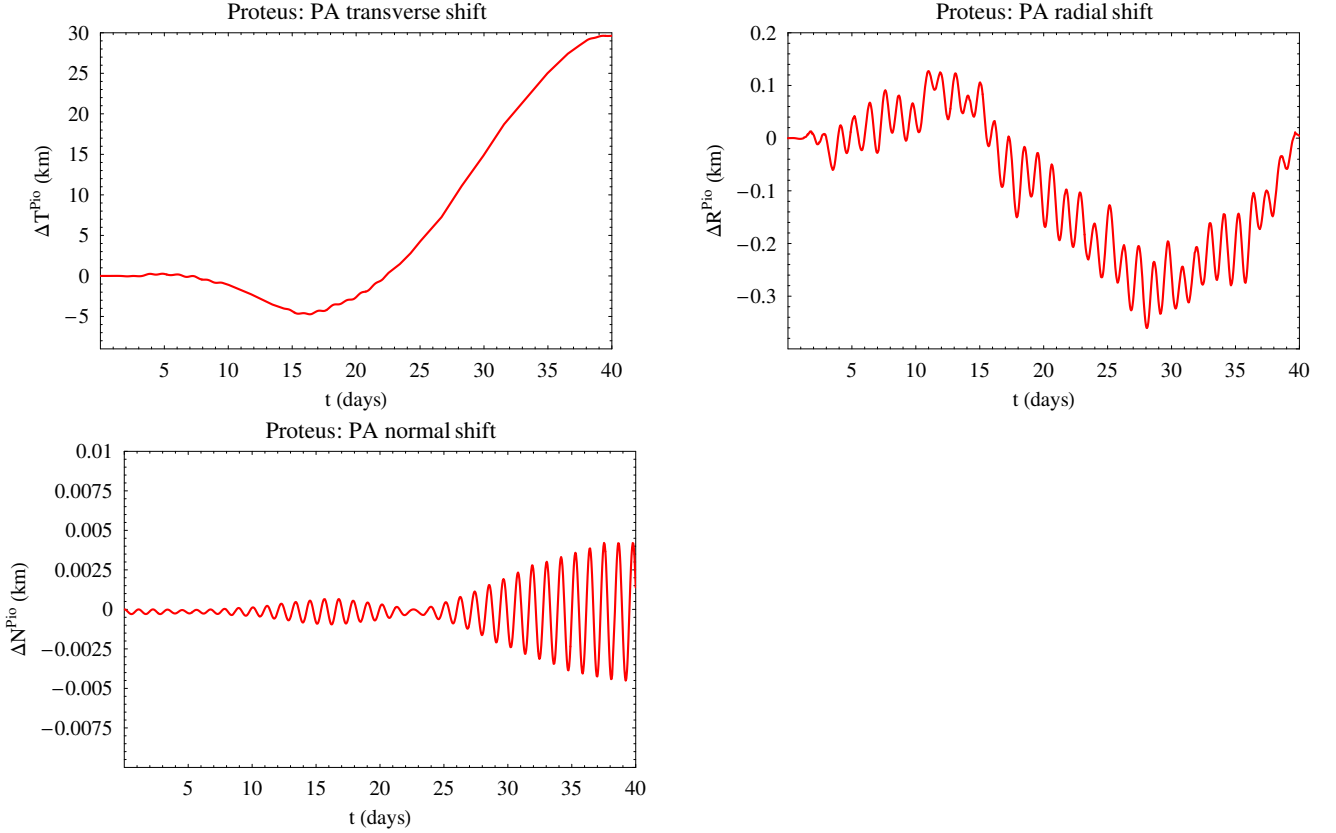 Proteus: PA transverse shift
30
25
20
15
10
5
0
−5
ΔT^Pio (km)
5 10 15 20 25 30 35 40
t (days)
Proteus: PA radial shift
0.2
0.1
0
−0.1
−0.2
−0.3
ΔR^Pio (km)
5 10 15 20 25 30 35 40
t (days)
Proteus: PA normal shift
0.01
0.0075
0.005
0.0025
0
−0.0025
−0.005
−0.0075
ΔN^Pio (km)
5 10 15 20 25 30 35 40
t (days)